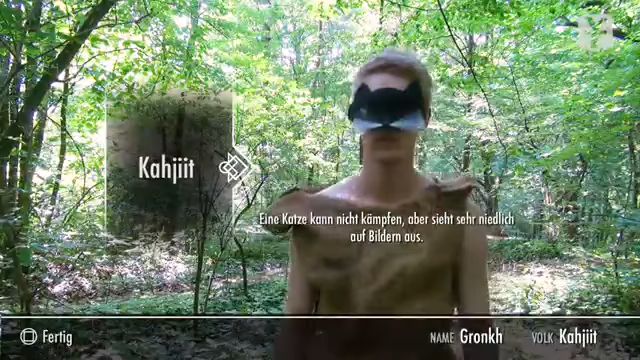 Kahjiit
Eine Katze kann nicht kämpfen, aber sieht sehr niedlich
auf Bildern aus.
Fertig
NAME Gronkh
VOLK Kahjiit